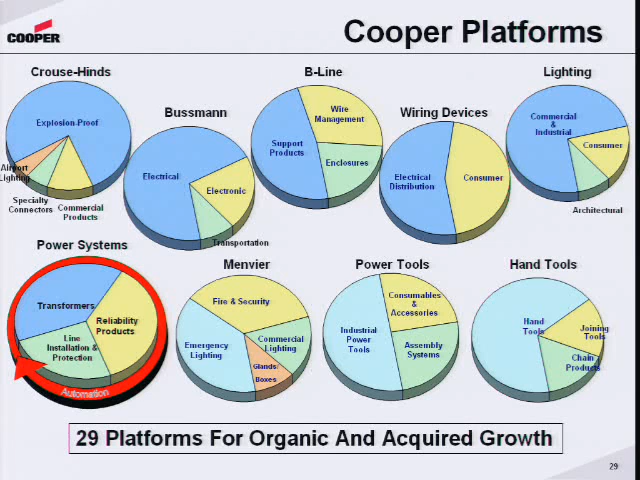 COOPER
Cooper Platforms
Crouse-Hinds
Explosion-Proof
Airport
Lighting
Specialty
Connectors
Commercial
Products
Bussmann
Electrical
Electronic
Transportation
B-Line
Wire
Management
Support
Products
Enclosures
Wiring Devices
Electrical
Distribution
Consumer
Lighting
Commercial
&
Industrial
Consumer
Architectural
Power Systems
Transformers
Reliability
Products
Line
Installation &
Protection
Automation
Menvier
Fire & Security
Emergency
Lighting
Commercial
Lighting
Glands/
Boxes
Power Tools
Consumables
&
Accessories
Industrial
Power
Tools
Assembly
Systems
Hand Tools
Hand
Tools
Joining
Tools
Chain
Products
29 Platforms For Organic And Acquired Growth
29